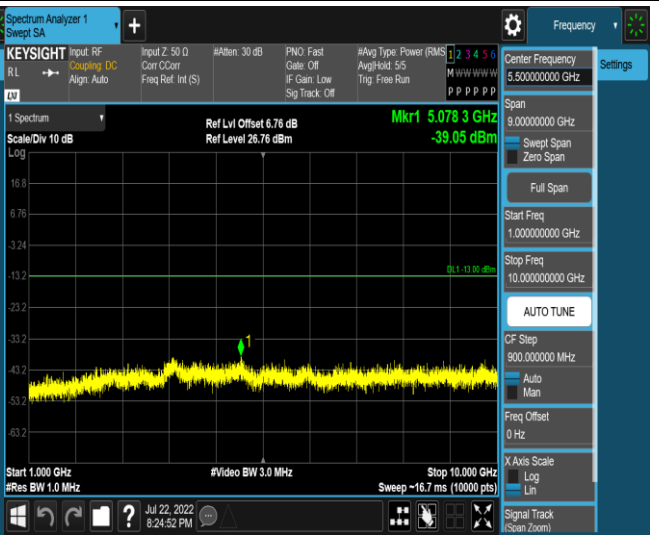 Spectrum Analyzer 1
Swept SA
Frequency
KEYSIGHT
R L
LXI
Input: RF
Coupling: DC
Align: Auto
Input Z: 50 Ω
Corr CCorr
Freq Ref: Int (S)
#Atten: 30 dB
PNO: Fast
Gate: Off
IF Gain: Low
Sig Track: Off
#Avg Type: Power (RMS
Avg|Hold: 5/5
Trig: Free Run
1 2 3 4 5 6
M W W W W W
P P P P P P
1 Spectrum
Scale/Div 10 dB
Log
Ref Lvl Offset 6.76 dB
Ref Level 26.76 dBm
Mkr1 5.078 3 GHz
-39.05 dBm
16.8
6.76
-3.24
-13.2
-23.2
-33.2
-43.2
-53.2
-63.2
DL1 -13.00 dBm
1
Start 1.000 GHz
#Res BW 1.0 MHz
#Video BW 3.0 MHz
Stop 10.000 GHz
Sweep ~16.7 ms (10000 pts)
Jul 22, 2022
8:24:52 PM
Center Frequency
5.500000000 GHz
Span
9.00000000 GHz
Swept Span
Zero Span
Full Span
Start Freq
1.000000000 GHz
Stop Freq
10.000000000 GHz
AUTO TUNE
CF Step
900.000000 MHz
Auto
Man
Freq Offset
0 Hz
X Axis Scale
Log
Lin
Signal Track
(Span Zoom)
Settings